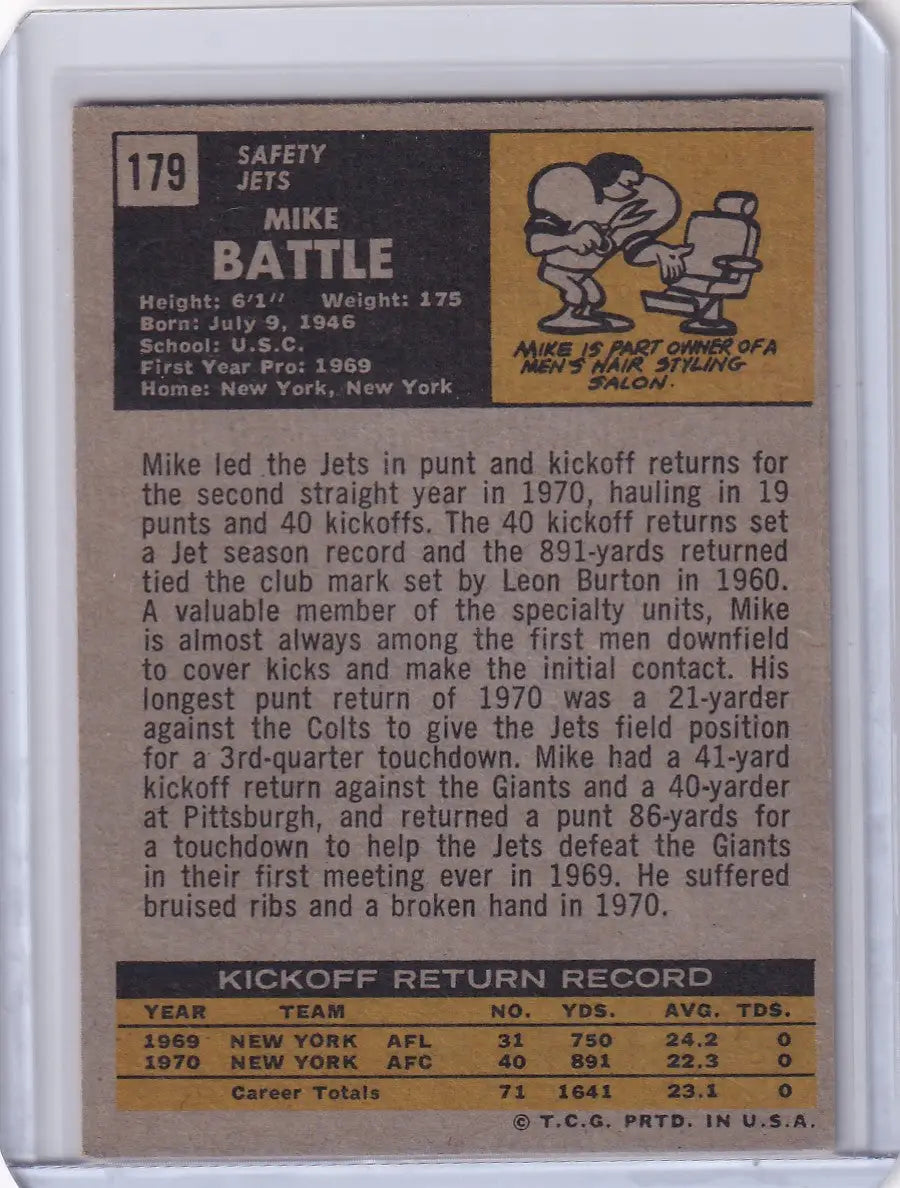 179
SAFETY
JETS
MIKE
BATTLE
Height: 6'1" Weight: 175
Born: July 9, 1946
School: U.S.C.
First Year Pro: 1969
Home: New York, New York
MIKE IS PART OWNER OF A
MEN'S HAIR STYLING
SALON.
Mike led the Jets in punt and kickoff returns for
the second straight year in 1970, hauling in 19
punts and 40 kickoffs. The 40 kickoff returns set
a Jet season record and the 891-yards returned
tied the club mark set by Leon Burton in 1960.
A valuable member of the specialty units, Mike
is almost always among the first men downfield
to cover kicks and make the initial contact. His
longest punt return of 1970 was a 21-yarder
against the Colts to give the Jets field position
for a 3rd-quarter touchdown. Mike had a 41-yard
kickoff return against the Giants and a 40-yarder
at Pittsburgh, and returned a punt 86-yards for
a touchdown to help the Jets defeat the Giants
in their first meeting ever in 1969. He suffered
bruised ribs and a broken hand in 1970.
KICKOFF RETURN RECORD
YEAR TEAM NO. YDS. AVG. TDS.
1969 NEW YORK AFL 31 750 24.2 0
1970 NEW YORK AFC 40 891 22.3 0
Career Totals 71 1641 23.1 0
© T.C.G. PRTD. IN U.S.A.